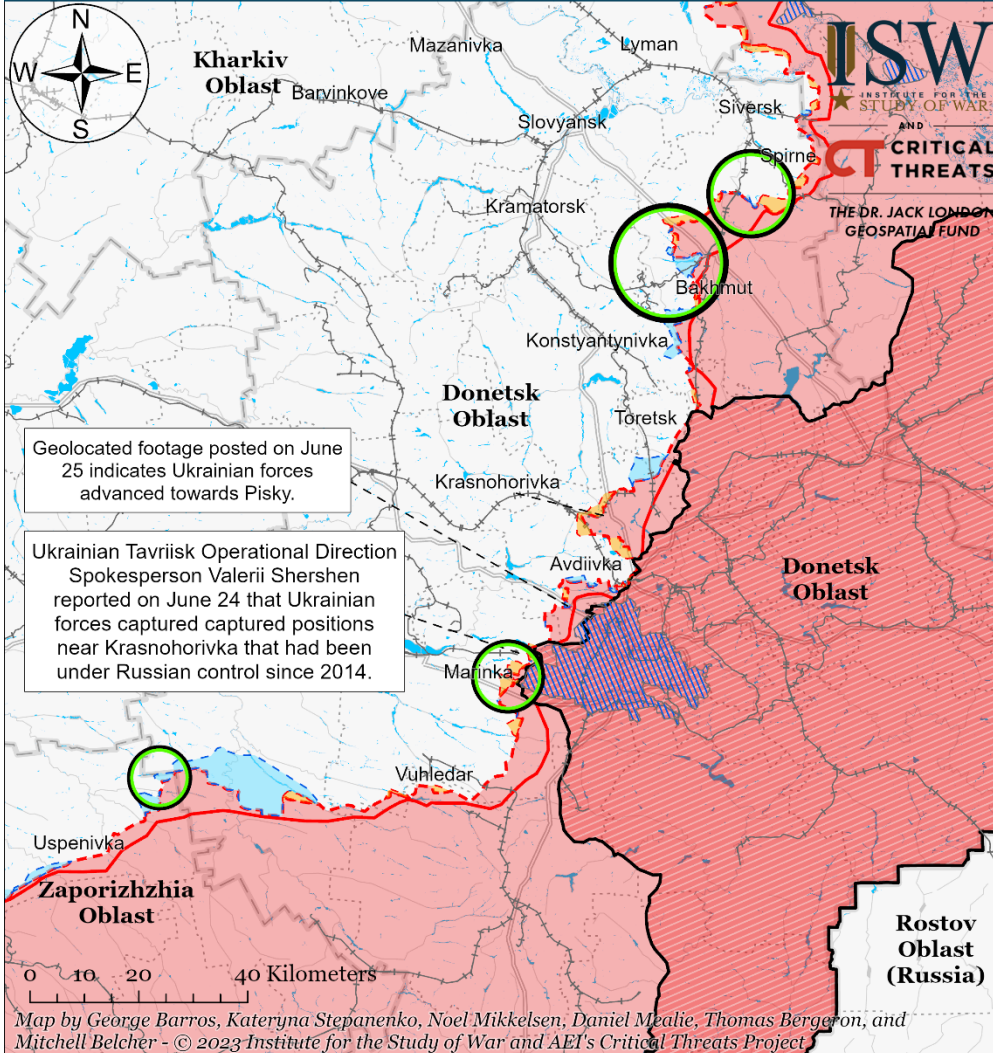 N
W
E
S
Kharkiv
Oblast
Mazanivka
Lyman
Barvinkove
Slovyansk
Siversk
Spirne
ISW
INSTITUTE FOR THE
STUDY OF WAR
AND
CT CRITICAL
THREATS
THE DR. JACK LONDON
GEOSPATIAL FUND
Kramatorsk
Bakhmut
Konstyantynivka
Donetsk
Oblast
Toretsk
Geolocated footage posted on June
25 indicates Ukrainian forces
advanced towards Pisky.
Krasnohorivka
Ukrainian Tavriisk Operational Direction
Spokesperson Valerii Shershen
reported on June 24 that Ukrainian
forces captured captured positions
near Krasnohorivka that had been
under Russian control since 2014.
Avdiivka
Donetsk
Oblast
Marinka
Vuhledar
Uspenivka
Zaporizhzhia
Oblast
Rostov
Oblast
(Russia)
0 10 20 40 Kilometers
Map by George Barros, Kateryna Stepanenko, Noel Mikkelsen, Daniel Mealie, Thomas Bergeron, and
Mitchell Belcher - © 2023 Institute for the Study of War and AEI's Critical Threats Project